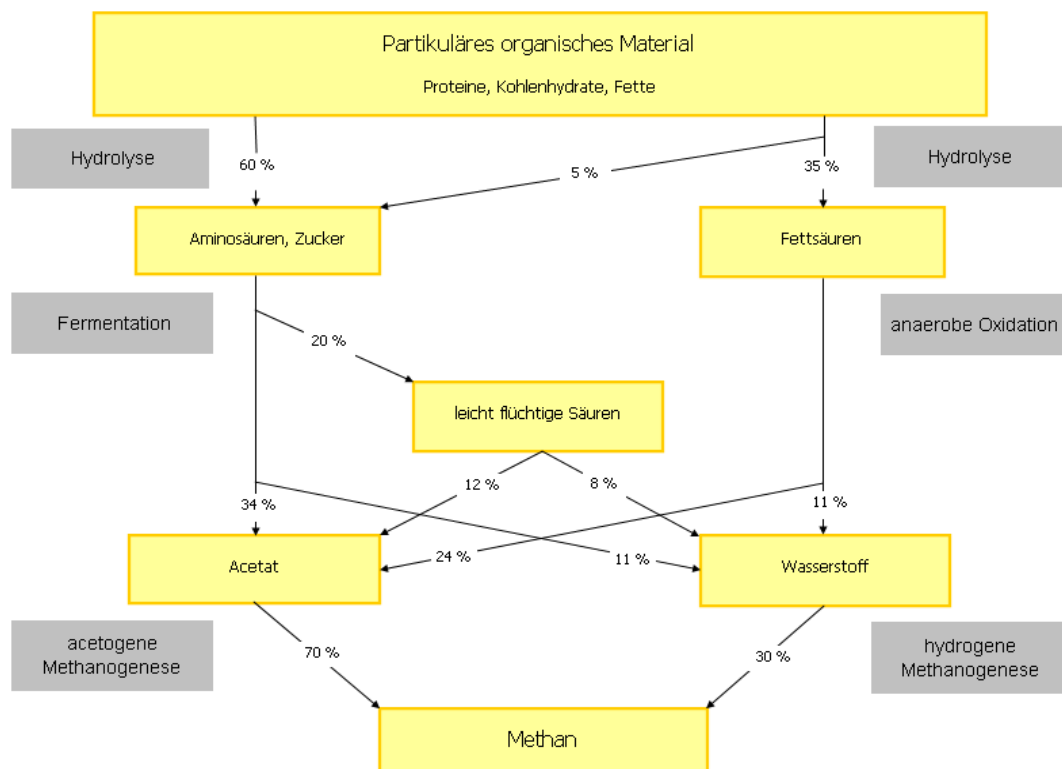 Partikuläres organisches Material
Proteine, Kohlenhydrate, Fette
Hydrolyse
60 %
5 %
35 %
Hydrolyse
Aminosäuren, Zucker
Fettsäuren
Fermentation
20 %
anaerobe Oxidation
leicht flüchtige Säuren
34 %
12 %
8 %
11 %
Acetat
24 %
11 %
Wasserstoff
acetogene
Methanogenese
70 %
30 %
hydrogene
Methanogenese
Methan